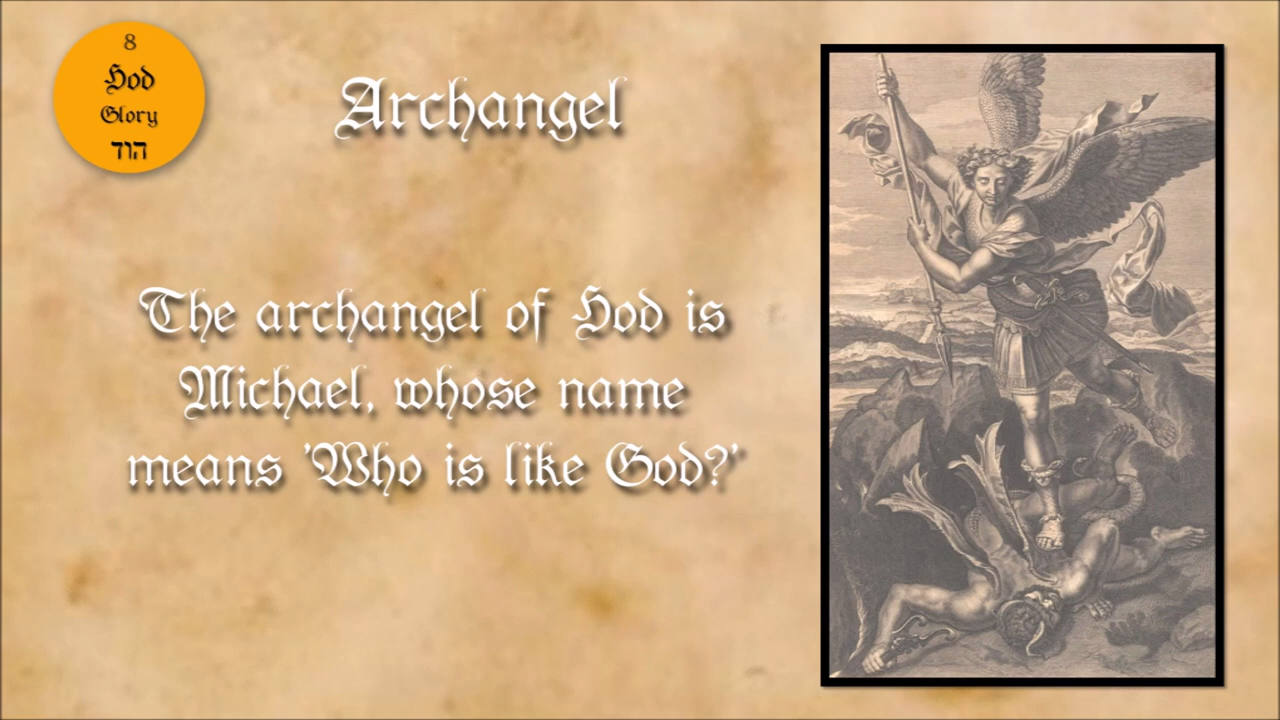 8
Hod
Glory
הוד
Archangel
The archangel of Hod is
Michael, whose name
means 'Who is like God?'